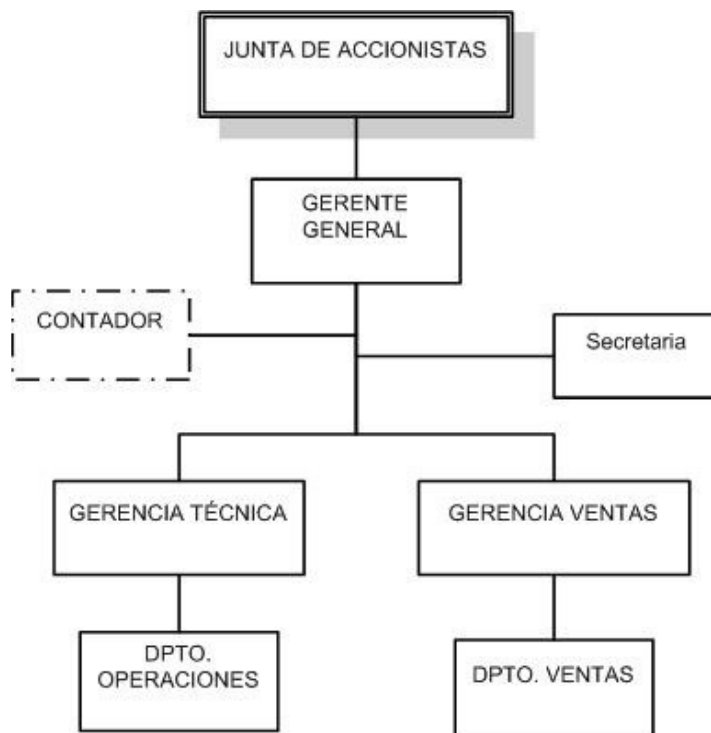 JUNTA DE ACCIONISTAS
GERENTE
GENERAL
CONTADOR
Secretaria
GERENCIA TÉCNICA
GERENCIA VENTAS
DPTO.
OPERACIONES
DPTO. VENTAS